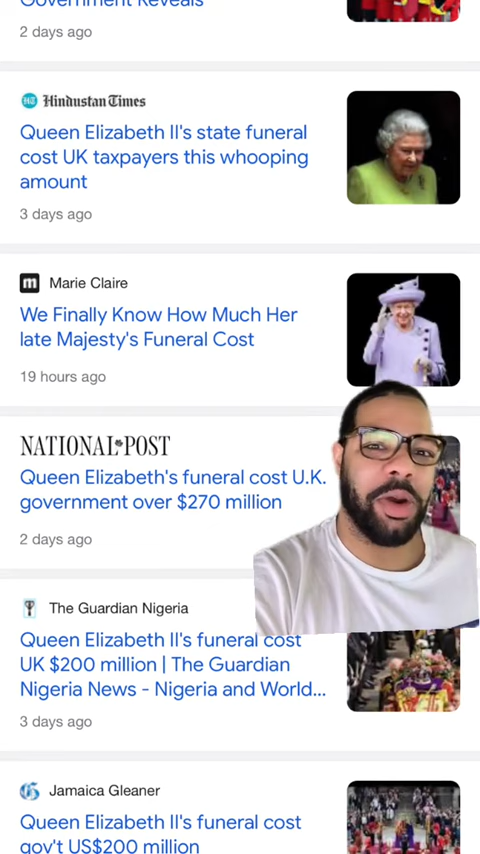 Government Reveals
2 days ago
HT Hindustan Times
Queen Elizabeth II's state funeral
cost UK taxpayers this whooping
amount
3 days ago
m Marie Claire
We Finally Know How Much Her
late Majesty's Funeral Cost
19 hours ago
NATIONAL POST
Queen Elizabeth's funeral cost U.K.
government over $270 million
2 days ago
The Guardian Nigeria
Queen Elizabeth II's funeral cost
UK $200 million | The Guardian
Nigeria News - Nigeria and World...
3 days ago
G Jamaica Gleaner
Queen Elizabeth II's funeral cost
gov't US$200 million